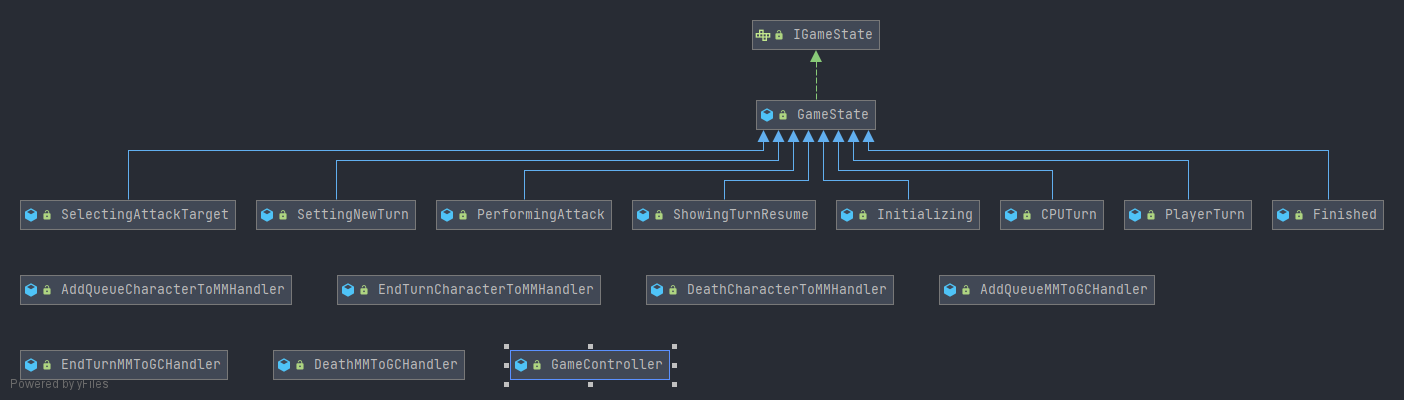 IGameState
GameState
SelectingAttackTarget SettingNewTurn PerformingAttack ShowingTurnResume Initializing CPUTurn PlayerTurn Finished
AddQueueCharacterToMMHandler EndTurnCharacterToMMHandler DeathCharacterToMMHandler AddQueueMMToGCHandler
EndTurnMMToGCHandler DeathMMToGCHandler GameController
Powered by yFiles